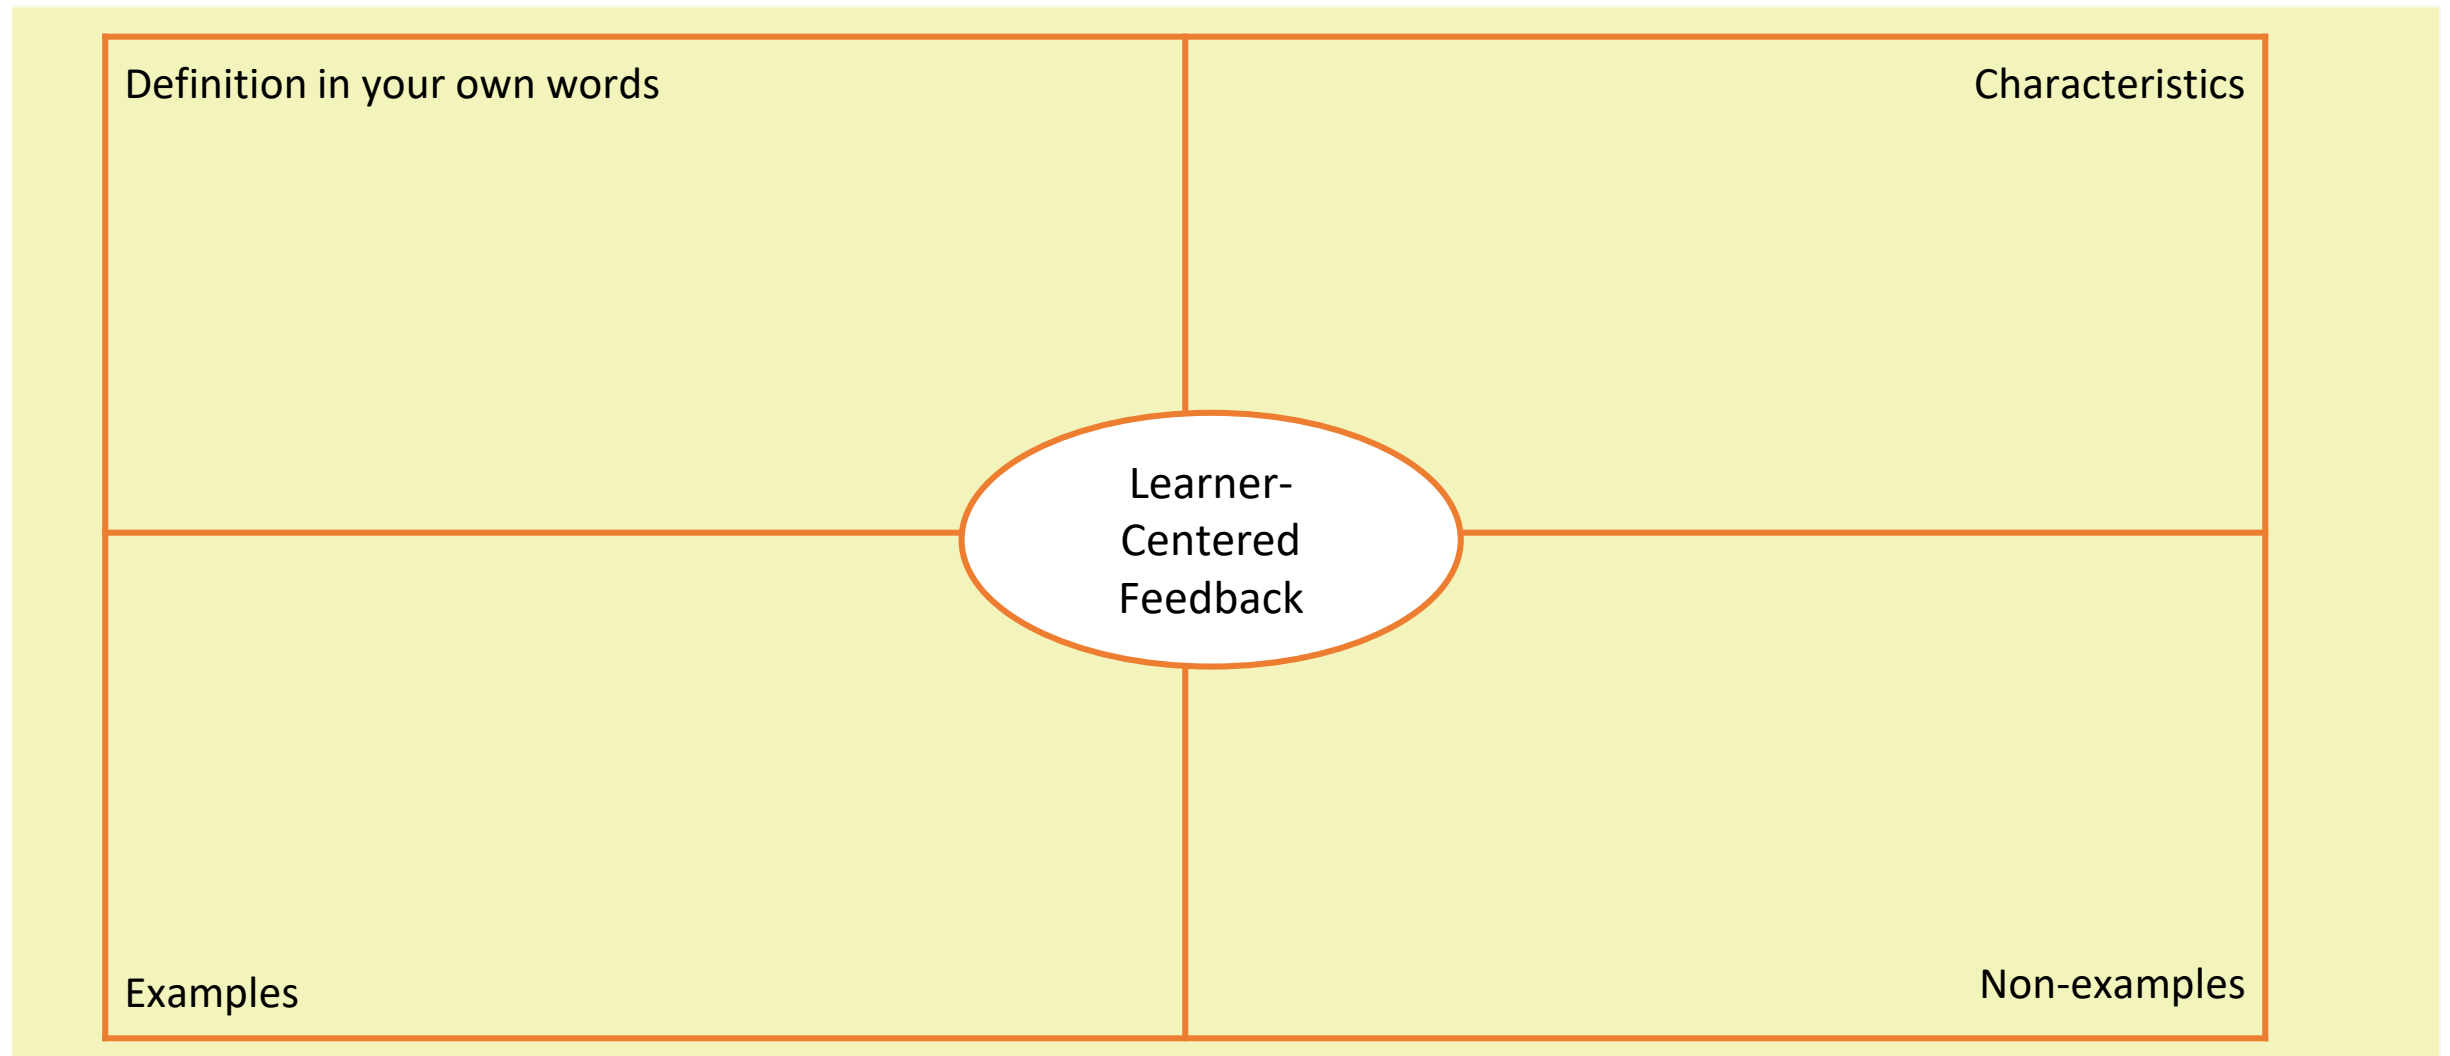 Definition in your own words
Characteristics
Learner-
Centered
Feedback
Examples
Non-examples